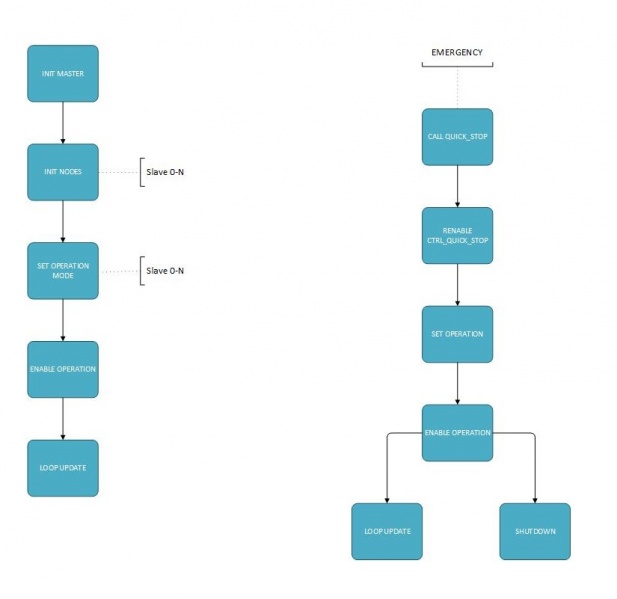 INIT MASTER
INIT NODES
Slave 0-N
SET OPERATION
MODE
Slave 0-N
ENABLE OPERATION
LOOP UPDATE
EMERGENCY
CALL QUICK_STOP
RENABLE
CTRL_QUICK_STOP
SET OPERATION
ENABLE OPERATION
LOOP UPDATE
SHUTDOWN